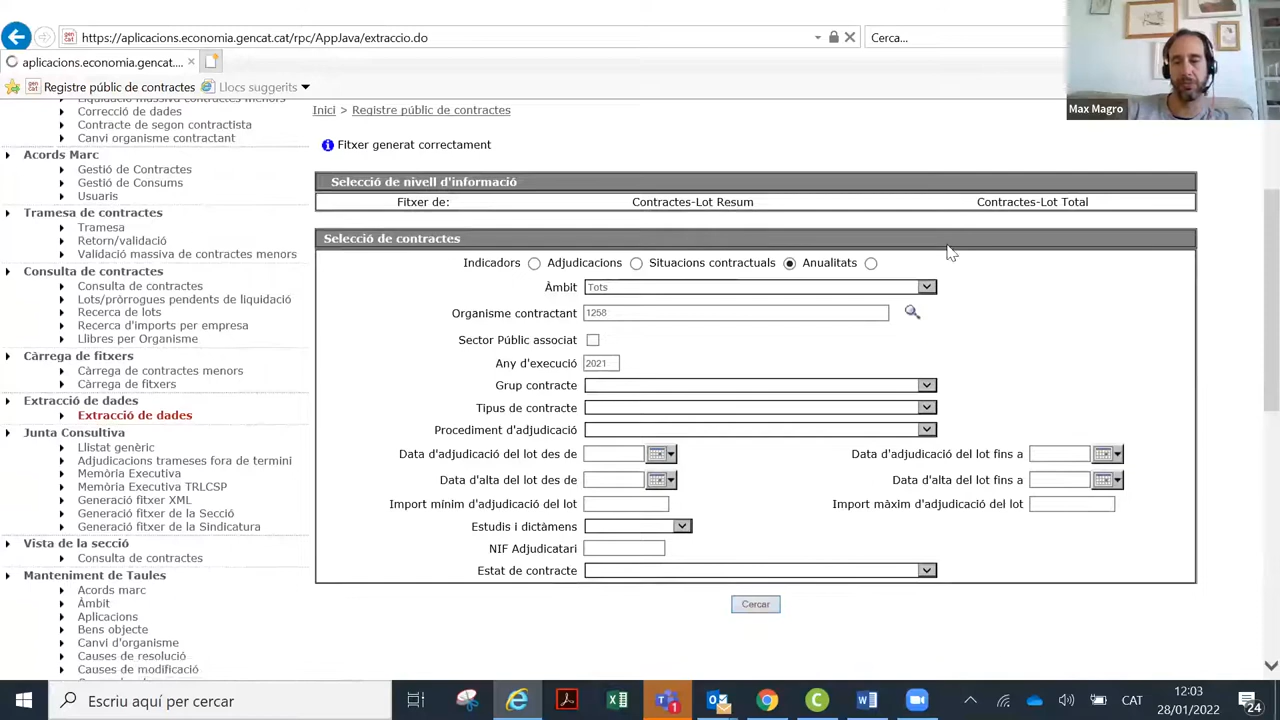 https://aplicacions.economia.gencat.cat/rpc/AppJava/extraccio.do
Cerca...
aplicacions.economia.gencat....
Registre públic de contractes
Llocs suggerits
Max Magro
Correcció de dades
Contracte de segon contractista
Canvi organisme contractant
Acords Marc
Gestió de Contractes
Gestió de Consums
Usuaris
Tramesa de contractes
Tramesa
Retorn/validació
Validació massiva de contractes menors
Consulta de contractes
Consulta de contractes
Lots/pròrrogues pendents de liquidació
Recerca de lots
Recerca d'imports per empresa
Llibres per Organisme
Càrrega de fitxers
Càrrega de contractes menors
Càrrega de fitxers
Extracció de dades
Extracció de dades
Junta Consultiva
Llistat genèric
Adjudicacions trameses fora de termini
Memòria Executiva
Memòria Executiva TRLCSP
Generació fitxer XML
Generació fitxer de la Secció
Generació fitxer de la Sindicatura
Vista de la secció
Consulta de contractes
Manteniment de Taules
Acords marc
Àmbit
Aplicacions
Bens objecte
Canvi d'organisme
Causes de resolució
Causes de modificació
Inici > Registre públic de contractes
Fitxer generat correctament
Selecció de nivell d'informació
Fitxer de: Contractes-Lot Resum Contractes-Lot Total
Selecció de contractes
Indicadors Adjudicacions Situacions contractuals Anualitats
Àmbit Tots
Organisme contractant 1258
Sector Públic associat
Any d'execució 2021
Grup contracte
Tipus de contracte
Procediment d'adjudicació
Data d'adjudicació del lot des de Data d'adjudicació del lot fins a
Data d'alta del lot des de Data d'alta del lot fins a
Import mínim d'adjudicació del lot Import màxim d'adjudicació del lot
Estudis i dictàmens
NIF Adjudicatari
Estat de contracte
Cercar
Escriu aquí per cercar
1
CAT
12:03
28/01/2022
24